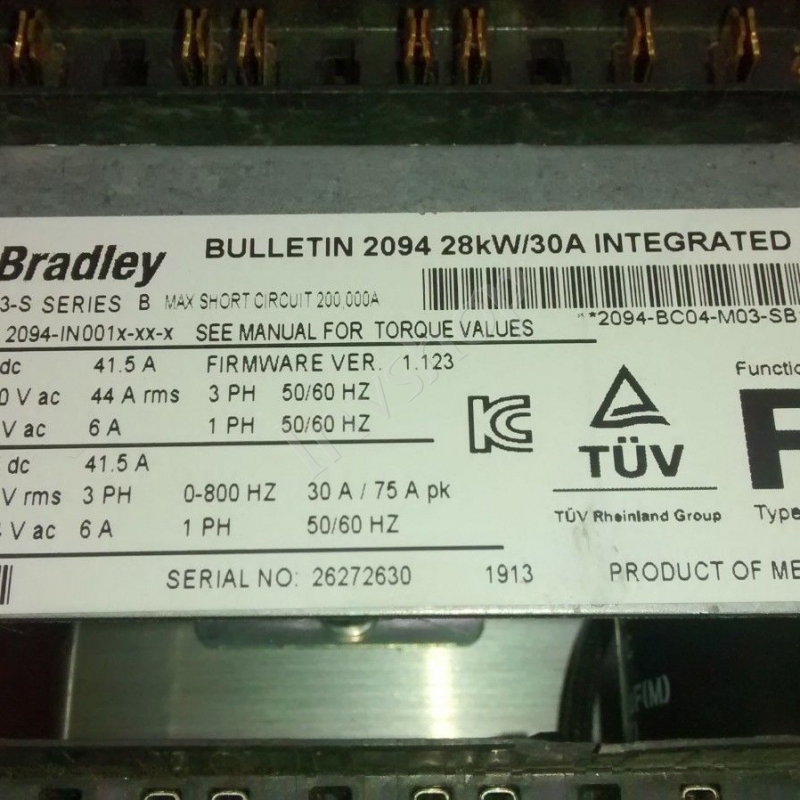 Bradley BULLETIN 2094 28kW/30A INTEGRATED
3-S SERIES B MAX SHORT CIRCUIT 200,000A
**2094-BC04-M03-SB*
2094-IN001x-xx-x SEE MANUAL FOR TORQUE VALUES
dc 41.5 A FIRMWARE VER. 1.123
0 V ac 44 A rms 3 PH 50/60 HZ
V ac 6 A 1 PH 50/60 HZ
dc 41.5 A
V rms 3 PH 0-800 HZ 30 A / 75 A pk
V ac 6 A 1 PH 50/60 HZ
KC
TÜV
TÜV Rheinland Group
Functio
F
Type
SERIAL NO: 26272630 1913 PRODUCT OF ME
F(M)